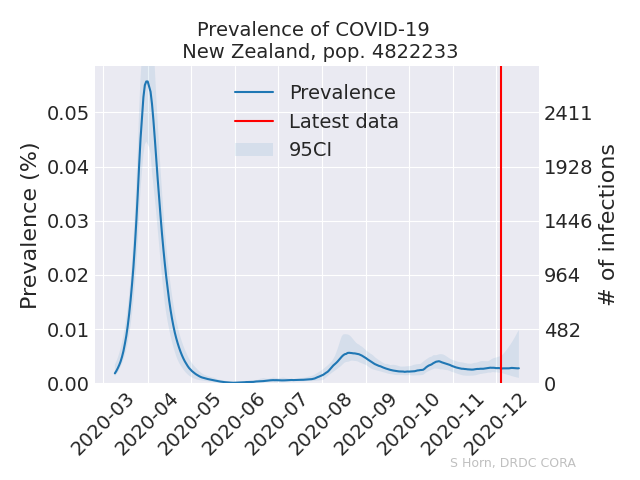 Prevalence of COVID-19
New Zealand, pop. 4822233
Prevalence
Latest data
95CI
Prevalence (%)
0.05
0.04
0.03
0.02
0.01
0.00
2411
1928
1446
964
482
0
# of infections
2020-03
2020-04
2020-05
2020-06
2020-07
2020-08
2020-09
2020-10
2020-11
2020-12
S Horn, DRDC CORA